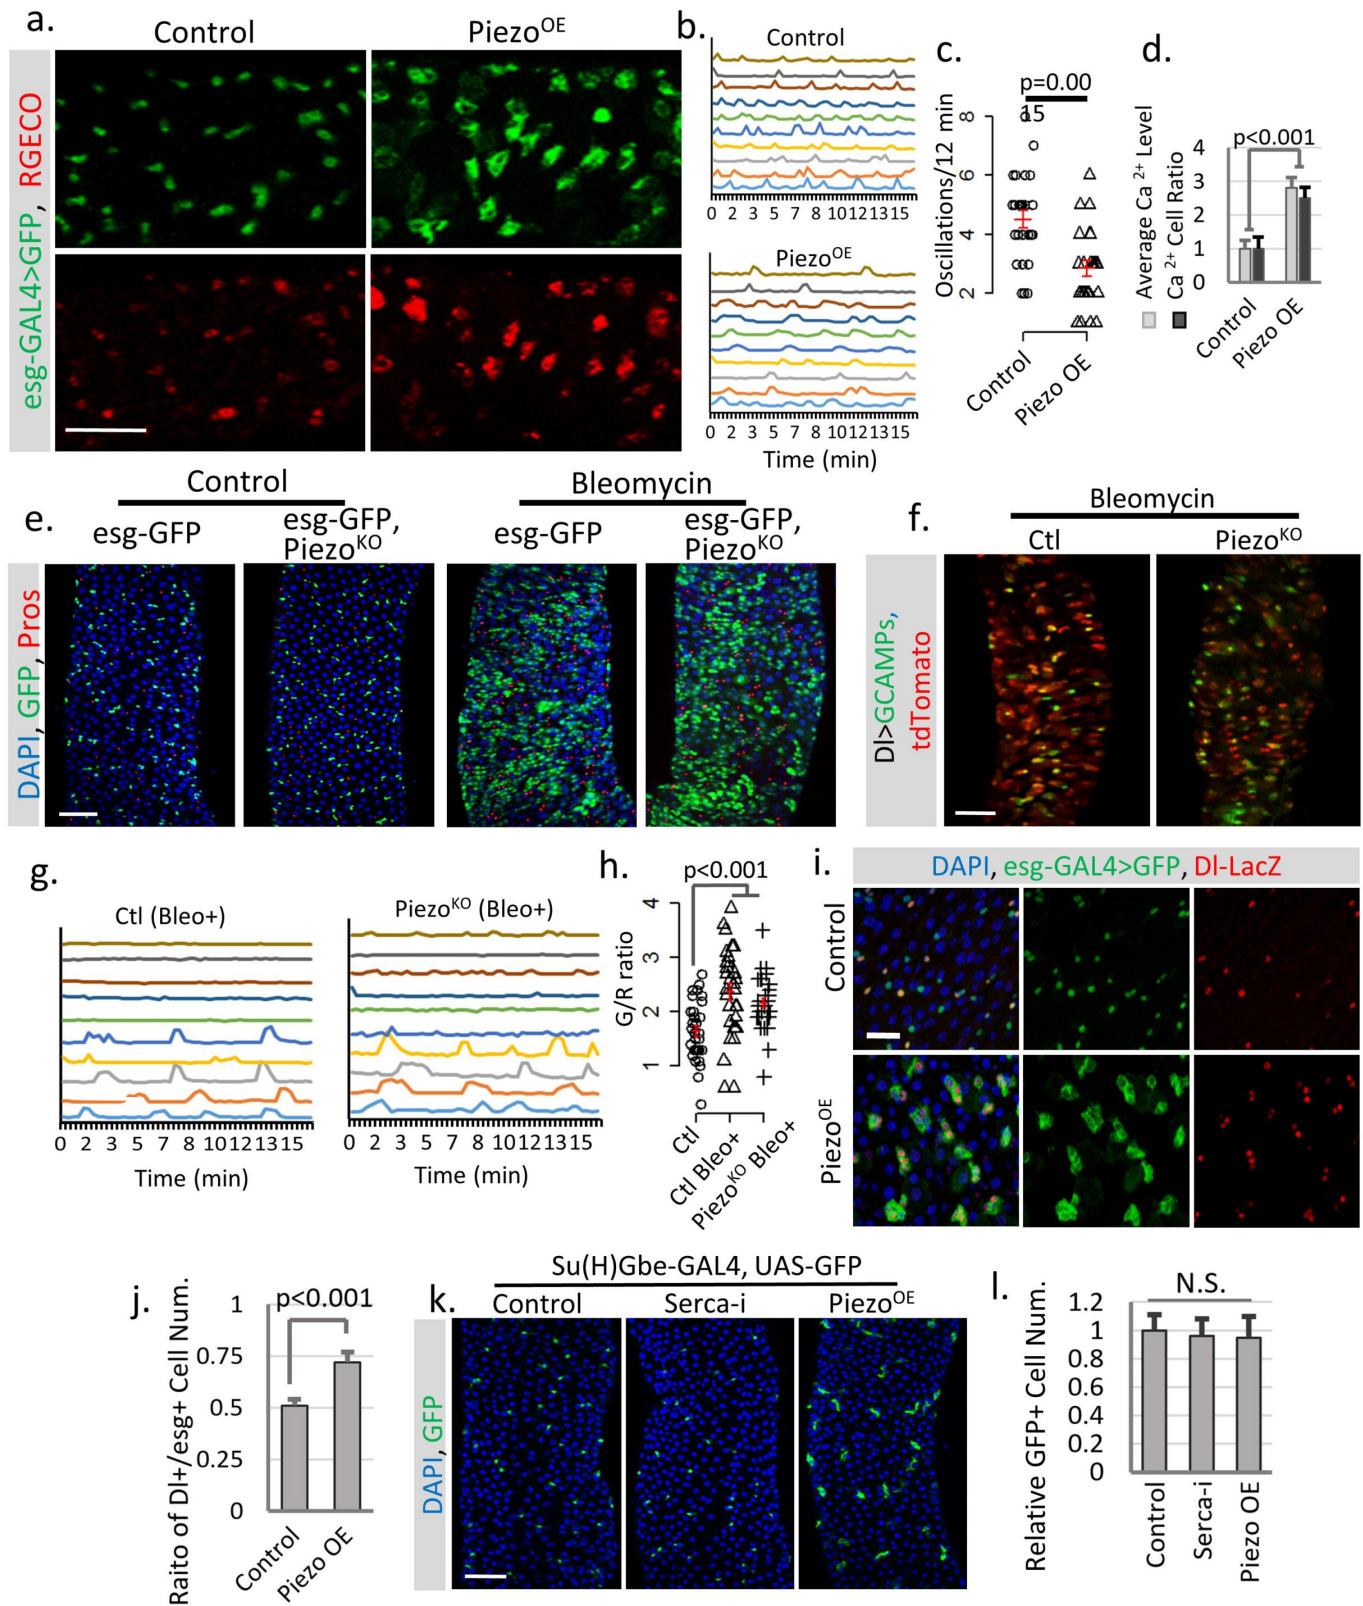 a.
Control
Piezo^OE
esg-GAL4>GFP, RGECO
b.
Control
0 2 3 5 7 8 10 12 13 15
Piezo^OE
0 2 3 5 7 8 10 12 13 15
Time (min)
c.
p=0.00
15
Oscillations/12 min
8
6
4
2
Control
Piezo OE
d.
p<0.001
Average Ca 2+ Level
Ca 2+ Cell Ratio
4
3
2
1
0
Control
Piezo OE
e.
Control
Bleomycin
esg-GFP
esg-GFP,
Piezo^KO
esg-GFP
esg-GFP,
Piezo^KO
DAPI, GFP, Pros
f.
Bleomycin
Ctl
Piezo^KO
Dl>GCAMPs,
tdTomato
g.
Ctl (Bleo+)
0 2 3 5 7 8 10 12 13 15
Time (min)
Piezo^KO (Bleo+)
0 2 3 5 7 8 10 12 13 15
Time (min)
h.
p<0.001
G/R ratio
4
3
2
1
Ctl
Ctl Bleo+
Piezo^KO Bleo+
i.
DAPI, esg-GAL4>GFP, Dl-LacZ
Control
Piezo^OE
j.
Raito of Dl+/esg+ Cell Num.
p<0.001
1
0.75
0.5
0.25
0
Control
Piezo OE
k.
Su(H)Gbe-GAL4, UAS-GFP
Control
Serca-i
Piezo^OE
DAPI, GFP
l.
N.S.
Relative GFP+ Cell Num.
1.2
1
0.8
0.6
0.4
0.2
0
Control
Serca-i
Piezo OE